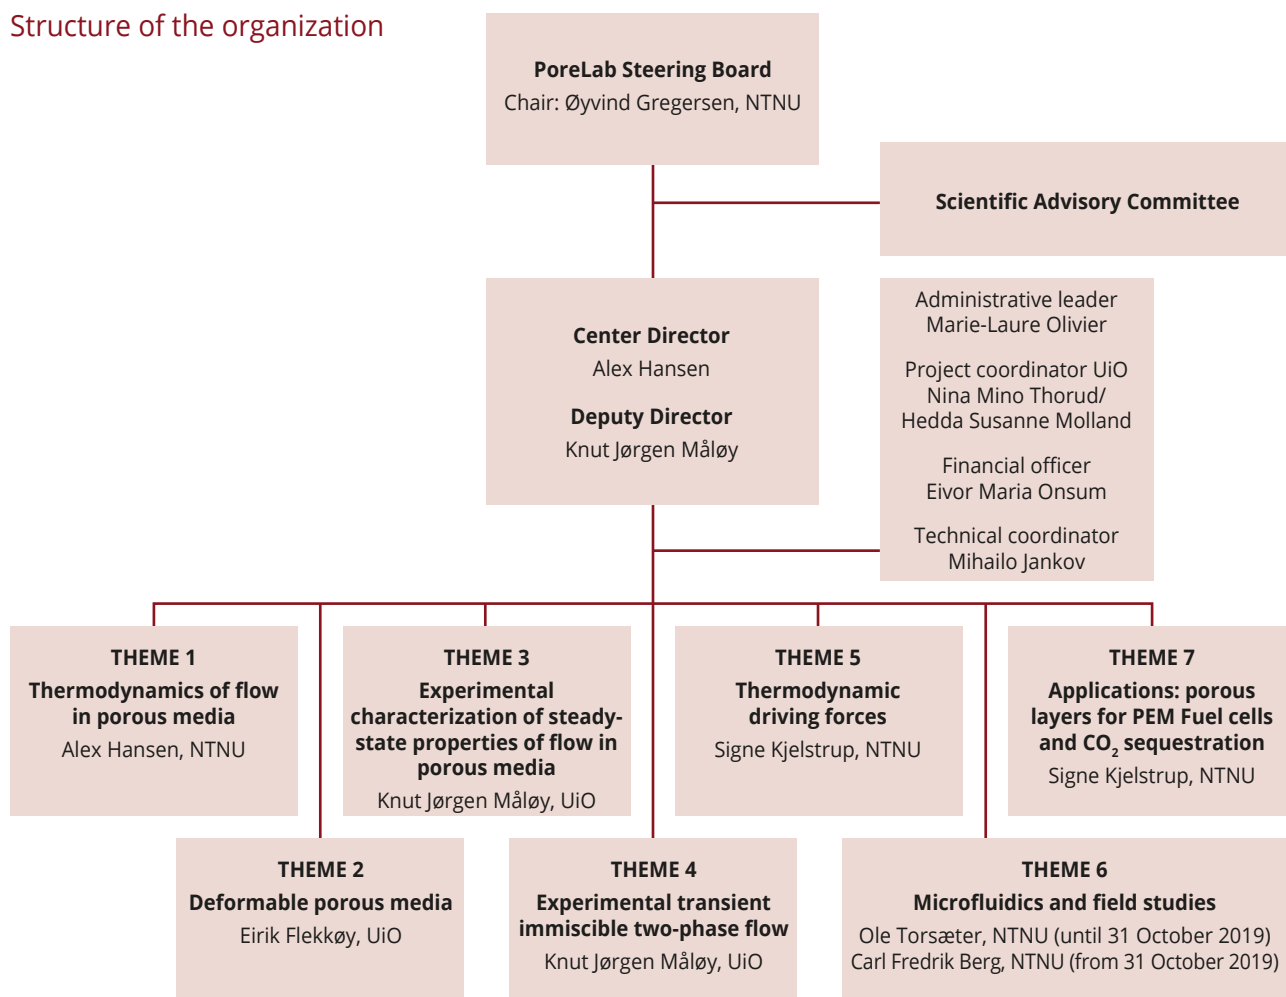 Structure of the organization
PoreLab Steering Board
Chair: Øyvind Gregersen, NTNU
Scientific Advisory Committee
Center Director
Alex Hansen
Deputy Director
Knut Jørgen Måløy
Administrative leader
Marie-Laure Olivier
Project coordinator UiO
Nina Mino Thorud/
Hedda Susanne Molland
Financial officer
Eivor Maria Onsum
Technical coordinator
Mihailo Jankov
THEME 1
Thermodynamics of flow
in porous media
Alex Hansen, NTNU
THEME 3
Experimental
characterization of steady-
state properties of flow in
porous media
Knut Jørgen Måløy, UiO
THEME 5
Thermodynamic
driving forces
Signe Kjelstrup, NTNU
THEME 7
Applications: porous
layers for PEM Fuel cells
and CO₂ sequestration
Signe Kjelstrup, NTNU
THEME 2
Deformable porous media
Eirik Flekkøy, UiO
THEME 4
Experimental transient
immiscible two-phase flow
Knut Jørgen Måløy, UiO
THEME 6
Microfluidics and field studies
Ole Torsæter, NTNU (until 31 October 2019)
Carl Fredrik Berg, NTNU (from 31 October 2019)